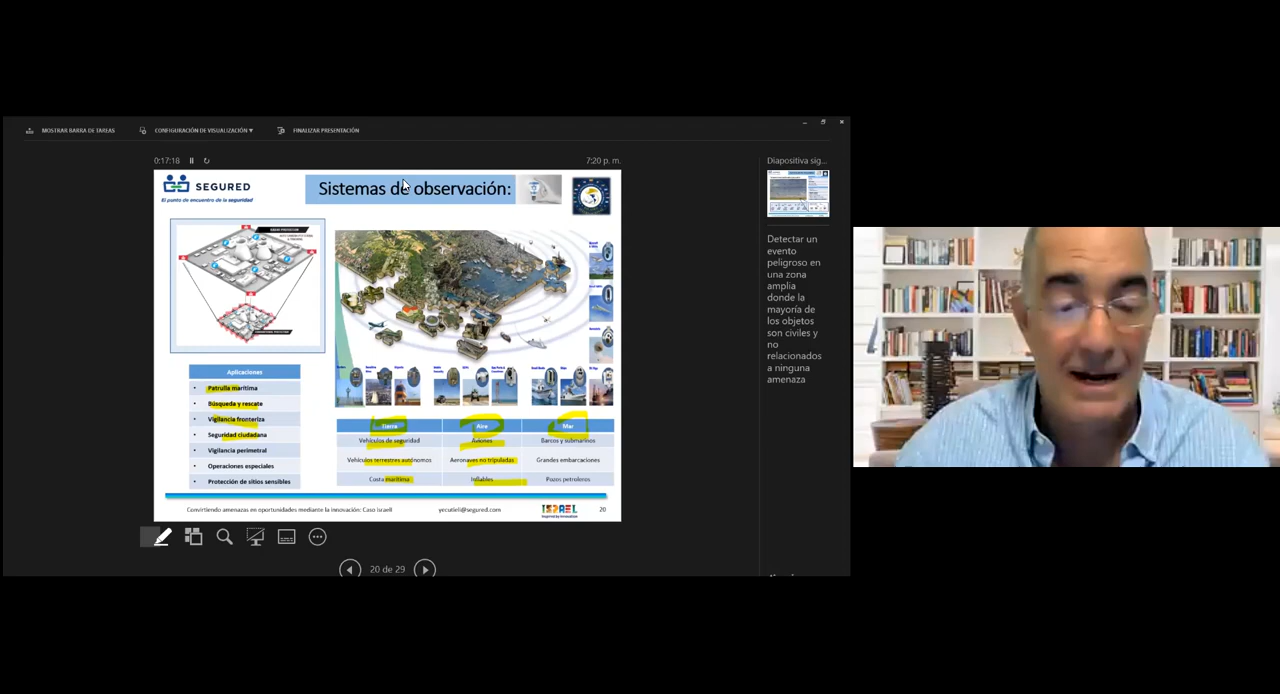 MOSTRAR BARRA DE TAREAS
CONFIGURACIÓN DE VISUALIZACIÓN ▾
FINALIZAR PRESENTACIÓN
0:17:18
7:20 p. m.
Diapositiva sig...
SEGURED
El punto de encuentro de la seguridad
Sistemas de observación:
Aplicaciones
• Patrulla marítima
• Búsqueda y rescate
• Vigilancia fronteriza
• Seguridad ciudadana
• Vigilancia perimetral
• Operaciones especiales
• Protección de sitios sensibles
Tierra Aire Mar
Vehículos de seguridad Aviones Barcos y submarinos
Vehículos terrestres autónomos Aeronaves no tripuladas Grandes embarcaciones
Costa marítima Inflables Pozos petroleros
Convirtiendo amenazas en oportunidades mediante la innovación: Caso Israelí
yecutieli@segured.com
ISRAEL
20
Detectar un
evento
peligroso en
una zona
amplia
donde la
mayoría de
los objetos
son civiles y
no
relacionados
a ninguna
amenaza
20 de 29